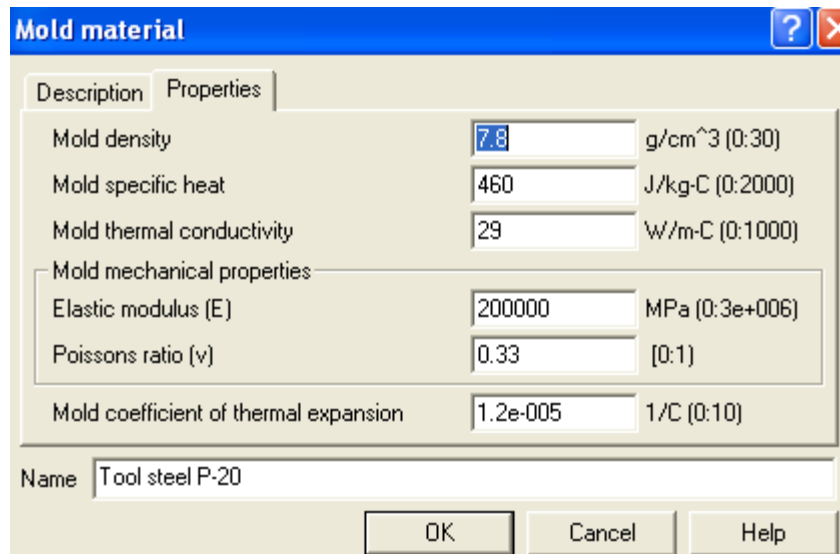 Mold material
Description Properties
Mold density 7.8 g/cm^3 (0:30)
Mold specific heat 460 J/kg-C (0:2000)
Mold thermal conductivity 29 W/m-C (0:1000)
Mold mechanical properties
Elastic modulus (E) 200000 MPa (0:3e+006)
Poissons ratio (v) 0.33 [0:1)
Mold coefficient of thermal expansion 1.2e-005 1/C (0:10)
Name Tool steel P-20
OK Cancel Help